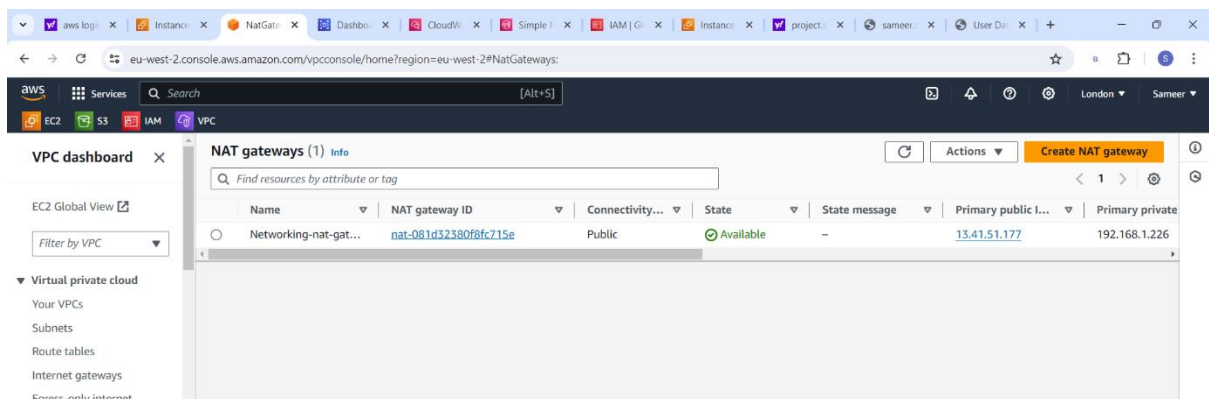 aws logi
Instance
NatGate
Dashbo
CloudW
Simple N
IAM | Gl
Instance
project.s
sameer.
User Da
eu-west-2.console.aws.amazon.com/vpcconsole/home?region=eu-west-2#NatGateways:
B
S
aws
Services
Search
[Alt+S]
London
Sameer
EC2
S3
IAM
VPC
VPC dashboard
EC2 Global View
Filter by VPC
Virtual private cloud
Your VPCs
Subnets
Route tables
Internet gateways
Egress-only internet
NAT gateways (1) Info
Actions
Create NAT gateway
Find resources by attribute or tag
1
Name
NAT gateway ID
Connectivity...
State
State message
Primary public I...
Primary private
Networking-nat-gat...
nat-081d32380f8fc715e
Public
Available
–
13.41.51.177
192.168.1.226